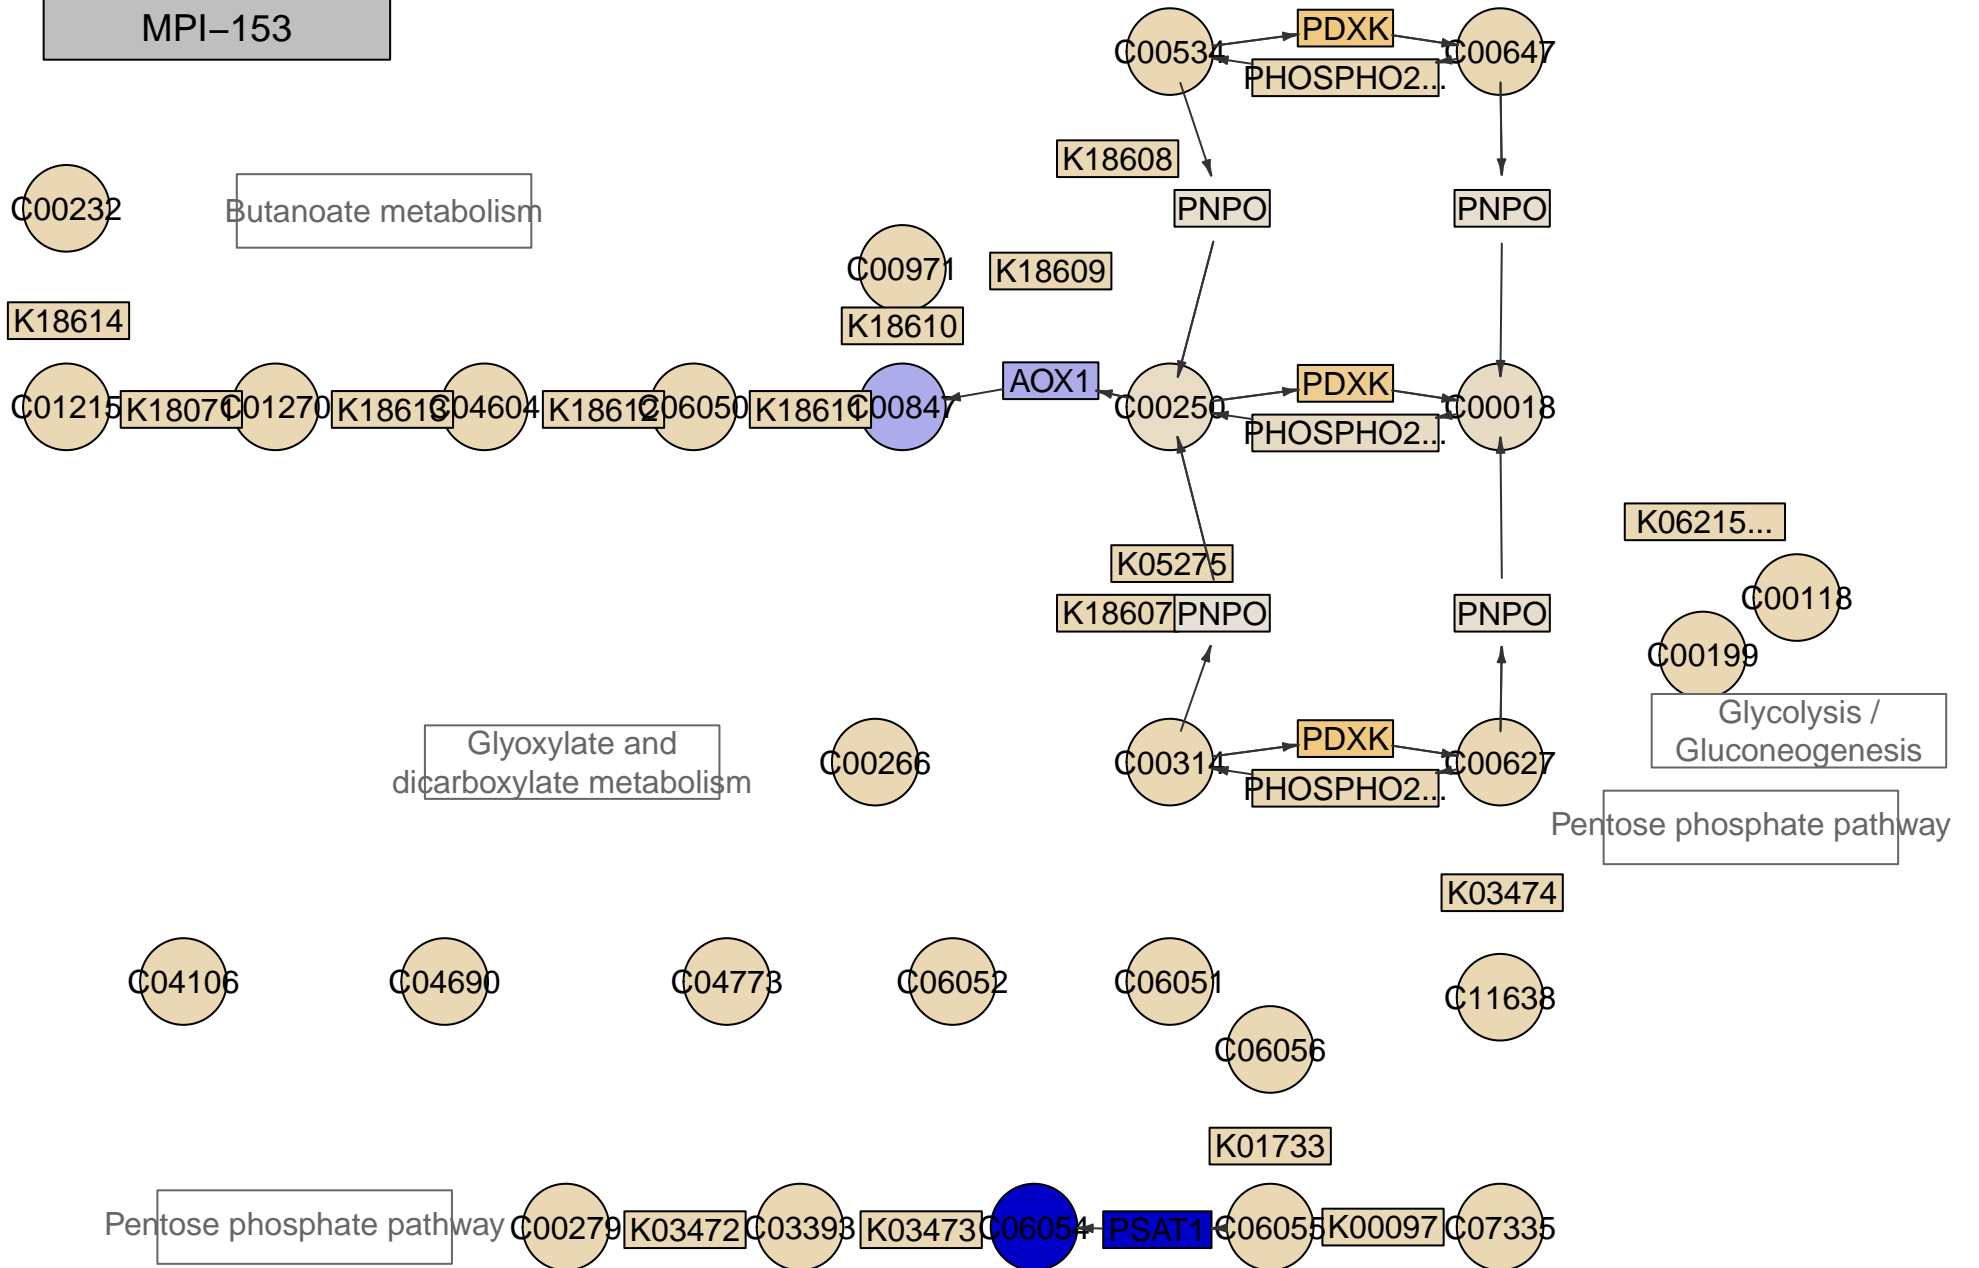 MPI–153
C00534
PDXK
C00647
PHOSPHO2...
K18608
C00232
Butanoate metabolism
PNPO
PNPO
C00971
K18609
K18614
K18610
C01215
K18071
C01270
K18613
C04604
K18612
C06050
K18611
C00847
AOX1
C00250
PDXK
C00018
PHOSPHO2...
K06215...
K05275
C00118
K18607
PNPO
PNPO
C00199
Glycolysis /
Gluconeogenesis
Glyoxylate and
dicarboxylate metabolism
C00266
C00314
PDXK
C00627
PHOSPHO2...
Pentose phosphate pathway
K03474
C04106
C04690
C04773
C06052
C06051
C11638
C06056
K01733
Pentose phosphate pathway
C00279
K03472
C03393
K03473
C06054
PSAT1
C06055
K00097
C07335